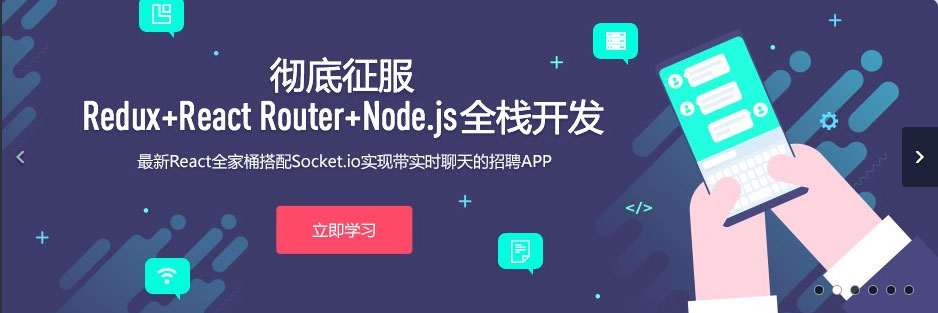 彻底征服
Redux+React Router+Node.js全栈开发
最新React全家桶搭配Socket.io实现带实时聊天的招聘APP
立即学习
</>